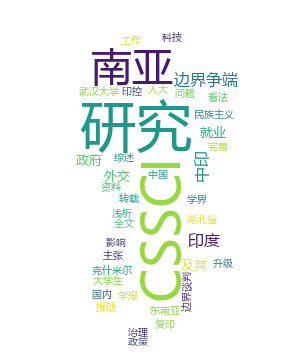 工作 科技
南亚
边界争端
武汉大学 印控 人大 问题 看法
研究
民族主义
就业
完善
政府 综述
外交 中国 中印
资料 转载 学界
CSSCI
浅析 湖北省
全文
影响 印度
主张
克什米尔 及其 升级
大学生
国内 学报 边界谈判
援助 东南亚
复印
治理
政策